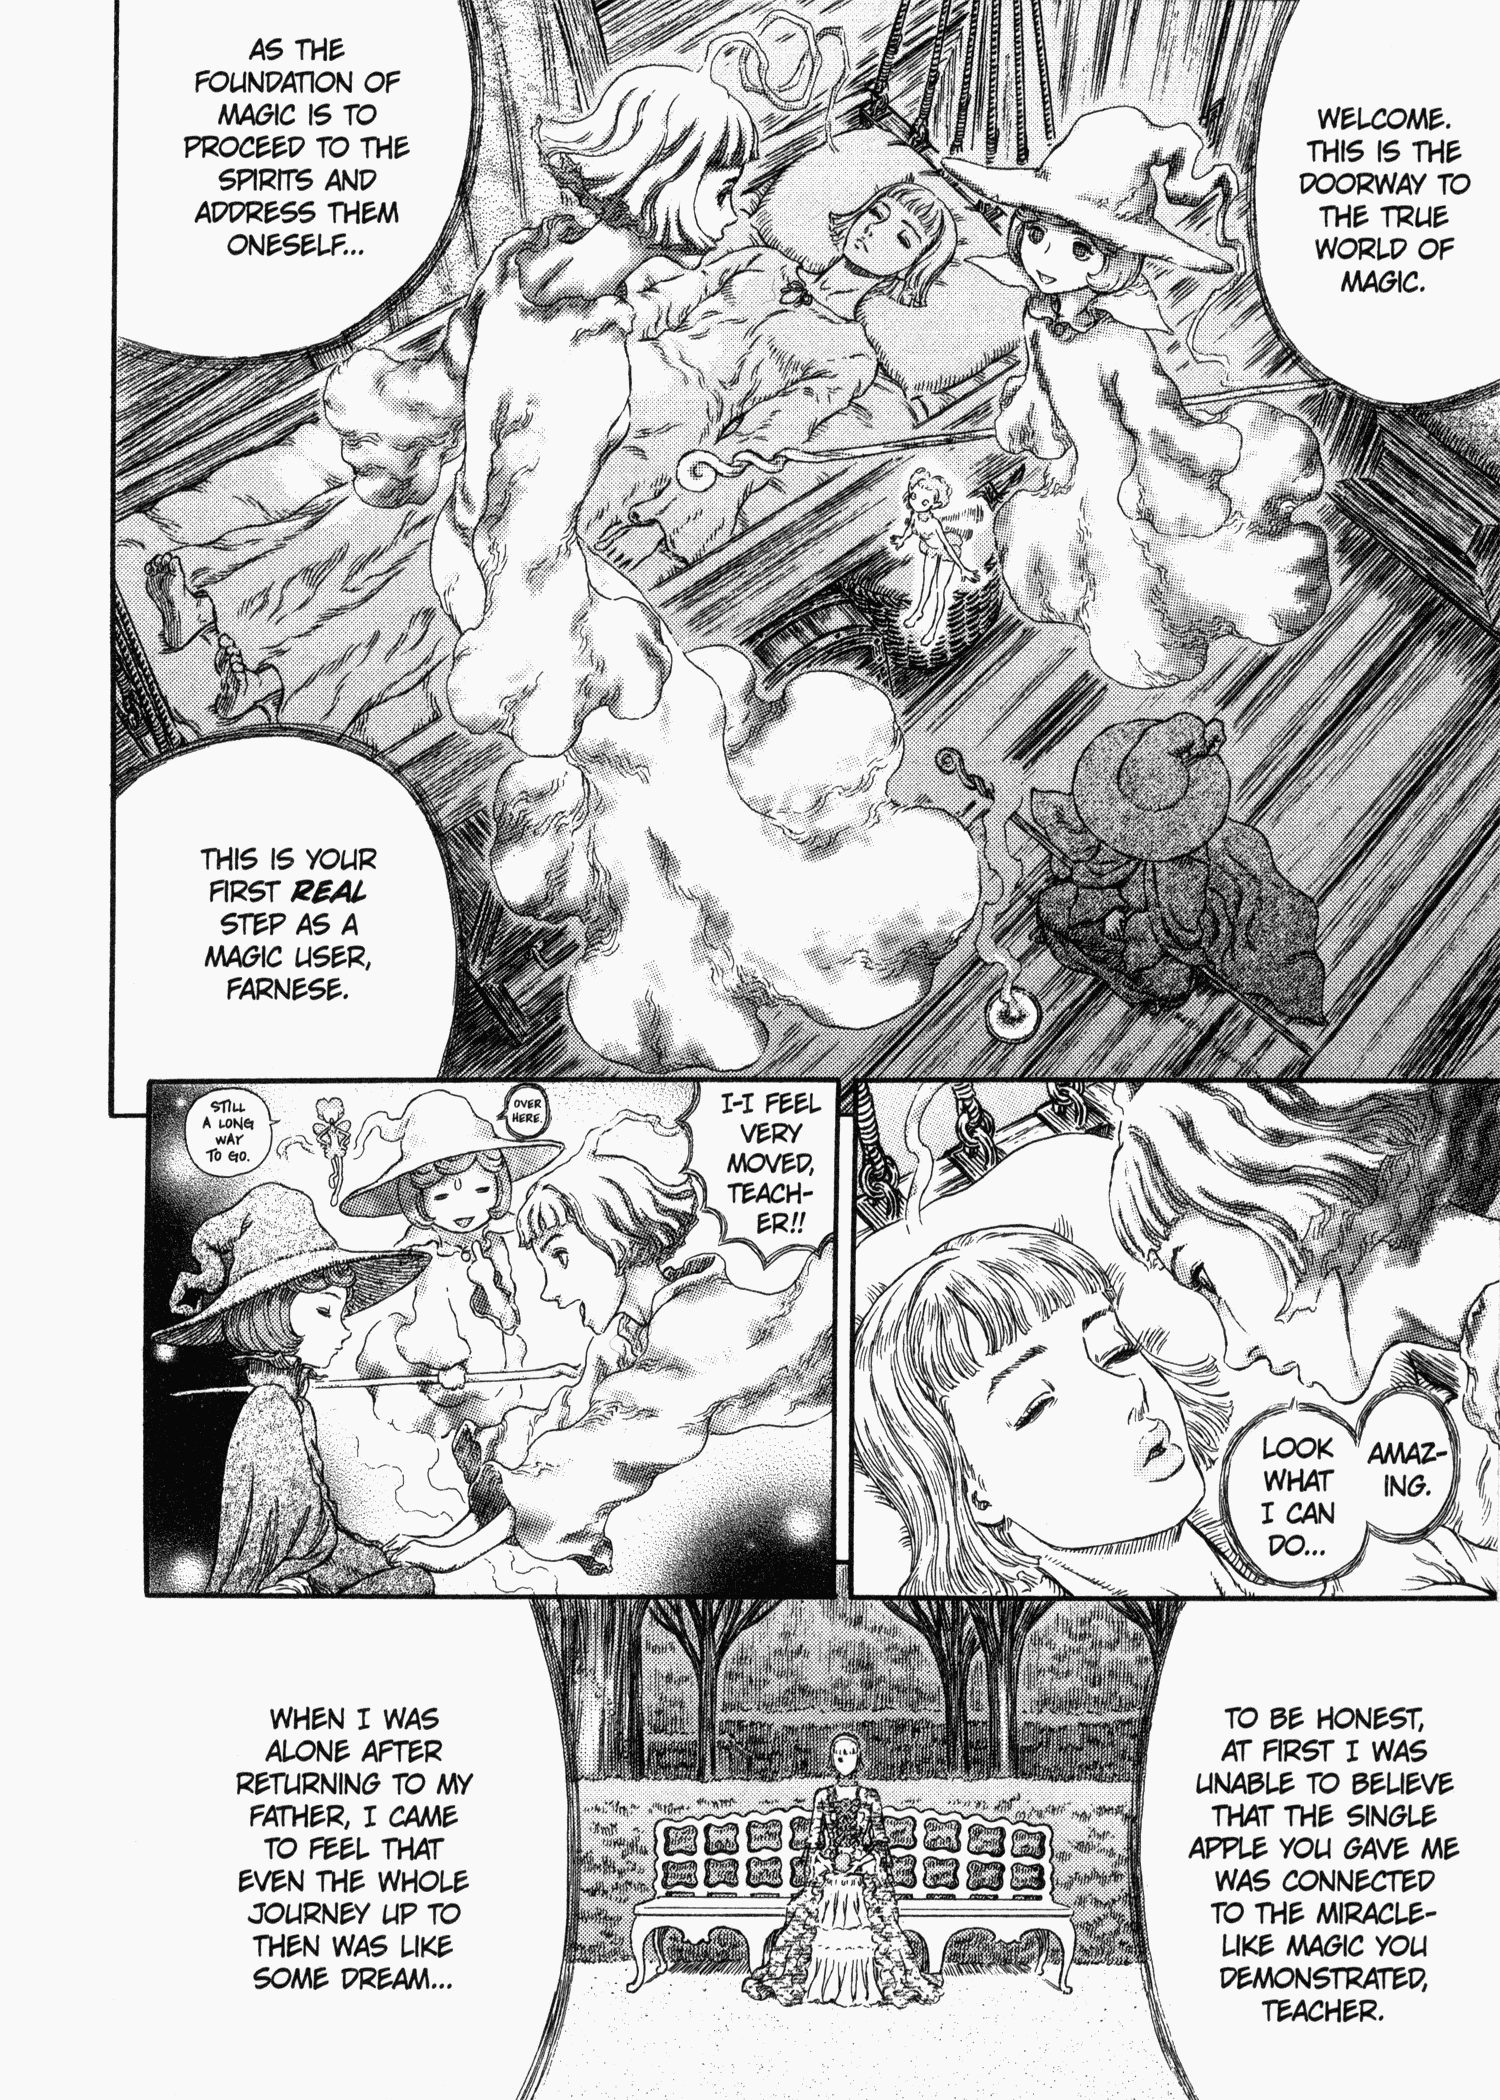 WELCOME.
THIS IS THE
DOORWAY TO
THE TRUE
WORLD OF
MAGIC.
AS THE
FOUNDATION OF
MAGIC IS TO
PROCEED TO THE
SPIRITS AND
ADDRESS THEM
ONESELF...
THIS IS YOUR
FIRST REAL
STEP AS A
MAGIC USER,
FARNESE.
AMAZ-
ING.
LOOK
WHAT
I CAN
DO...
I-I FEEL
VERY
MOVED,
TEACH-
ER!!
OVER
HERE.
STILL
A LONG
WAY
TO GO.
TO BE HONEST,
AT FIRST I WAS
UNABLE TO BELIEVE
THAT THE SINGLE
APPLE YOU GAVE ME
WAS CONNECTED
TO THE MIRACLE-
LIKE MAGIC YOU
DEMONSTRATED,
TEACHER.
WHEN I WAS
ALONE AFTER
RETURNING TO MY
FATHER, I CAME
TO FEEL THAT
EVEN THE WHOLE
JOURNEY UP TO
THEN WAS LIKE
SOME DREAM...